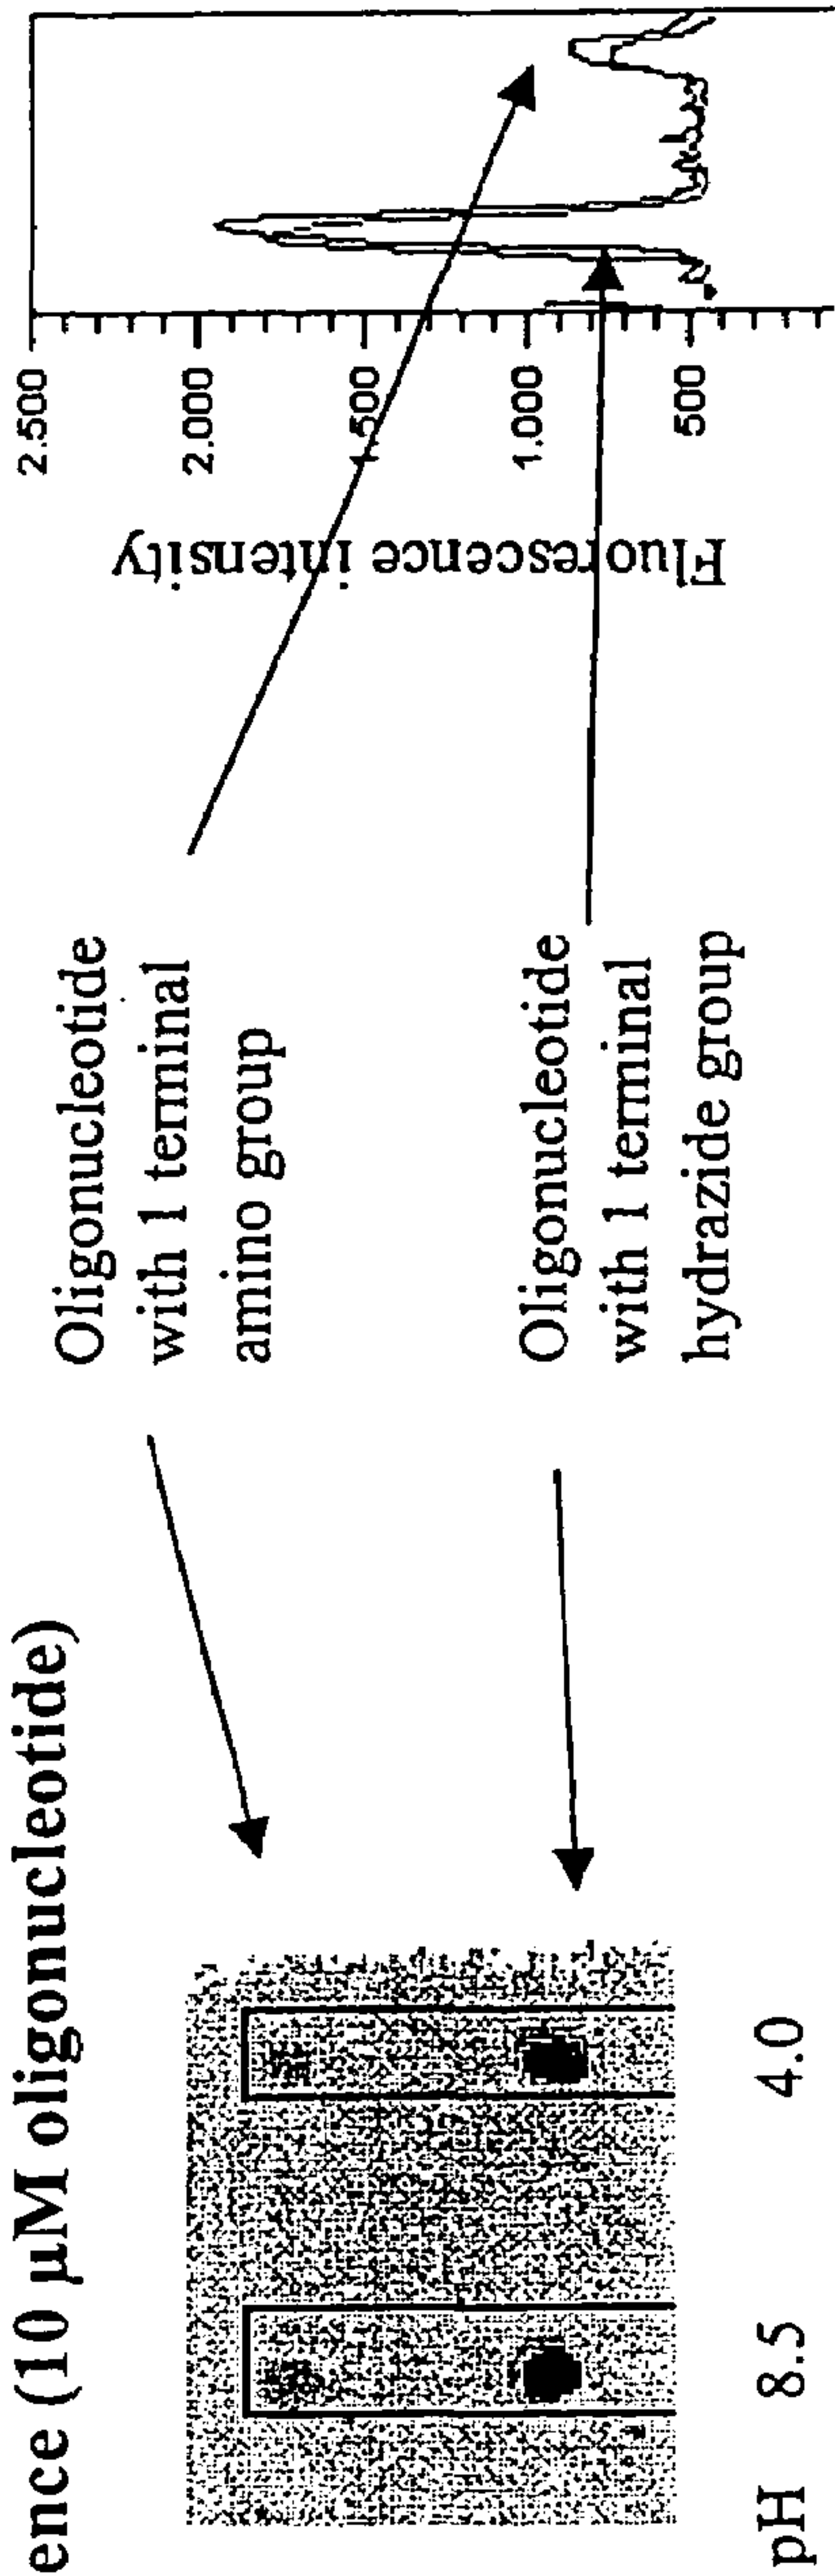 ence (10 µM oligonucleotide)
Oligonucleotide
with 1 terminal
amino group
Oligonucleotide
with 1 terminal
hydrazide group
pH 8.5 4.0
Fluorescence intensity
2.500
2.000
1.500
1.000
500